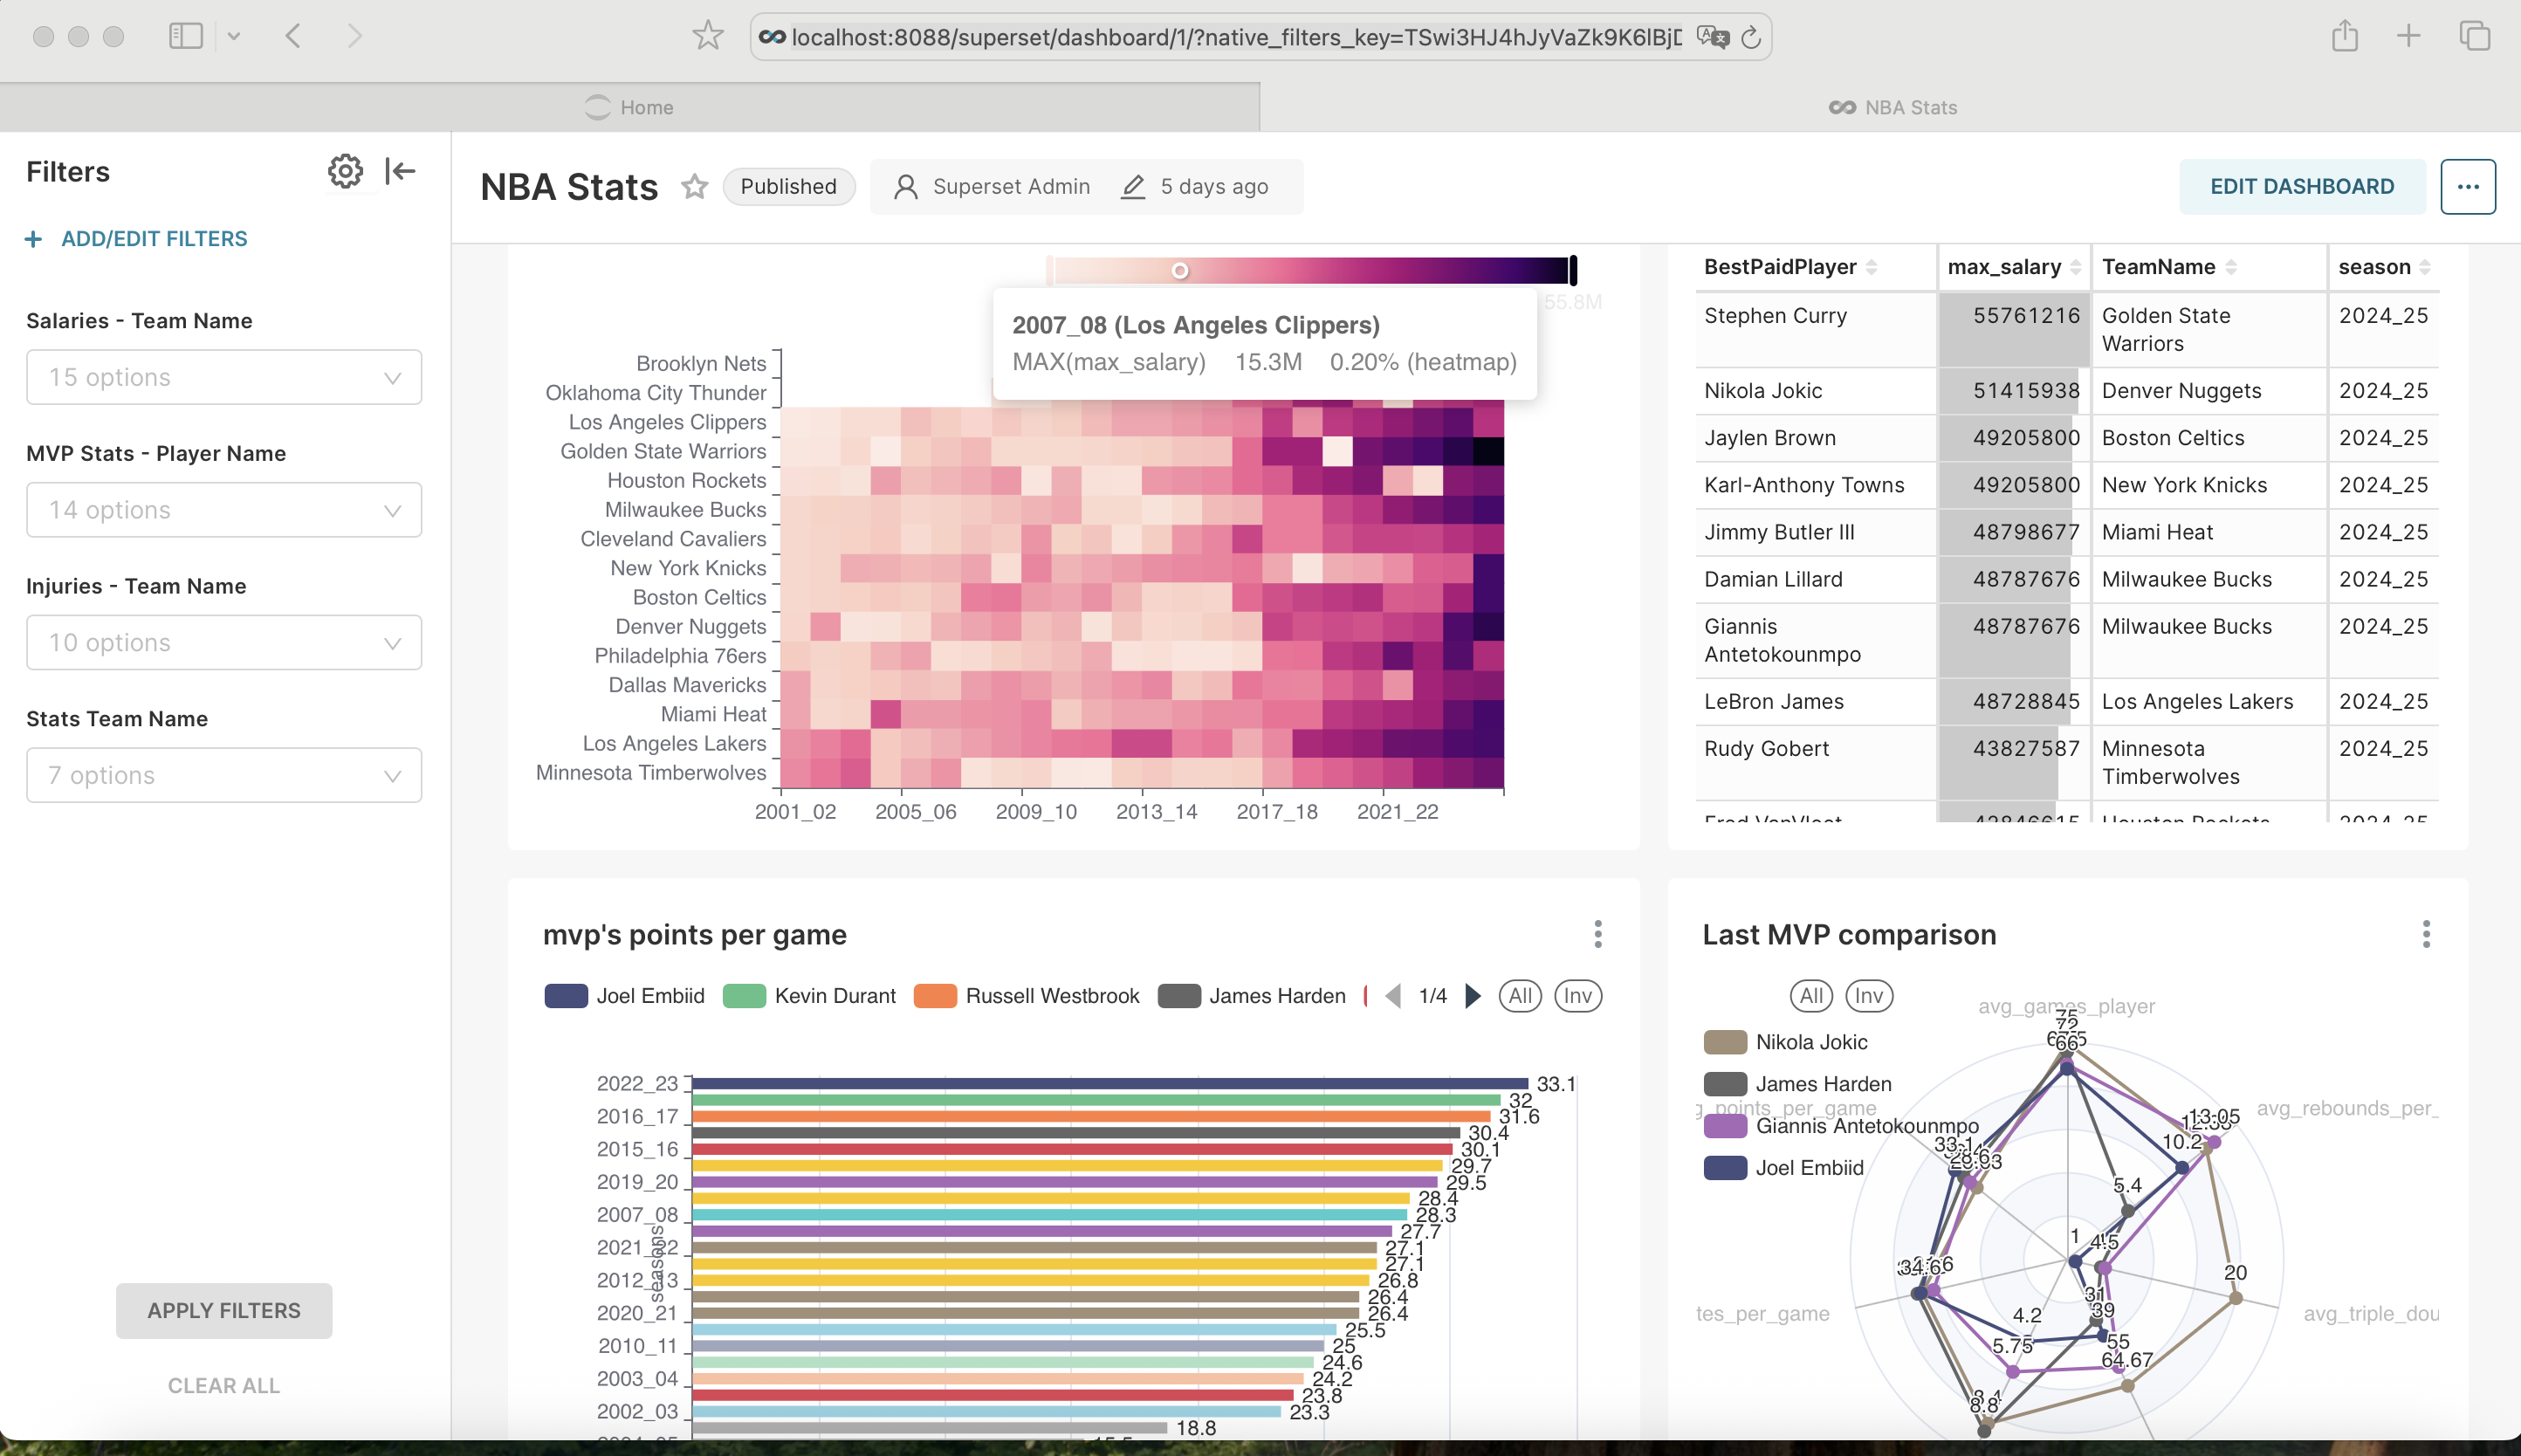 localhost:8088/superset/dashboard/1/?native_filters_key=TSwi3HJ4hJyVaZk9K6lBj
Home
NBA Stats
Filters
ADD/EDIT FILTERS
Salaries - Team Name
15 options
MVP Stats - Player Name
14 options
Injuries - Team Name
10 options
Stats Team Name
7 options
APPLY FILTERS
CLEAR ALL
NBA Stats
Published
Superset Admin
5 days ago
EDIT DASHBOARD
55.8M
2007_08 (Los Angeles Clippers)
MAX(max_salary) 15.3M 0.20% (heatmap)
Brooklyn Nets
Oklahoma City Thunder
Los Angeles Clippers
Golden State Warriors
Houston Rockets
Milwaukee Bucks
Cleveland Cavaliers
New York Knicks
Boston Celtics
Denver Nuggets
Philadelphia 76ers
Dallas Mavericks
Miami Heat
Los Angeles Lakers
Minnesota Timberwolves
2001_02 2005_06 2009_10 2013_14 2017_18 2021_22
BestPaidPlayer max_salary TeamName season
Stephen Curry 55761216 Golden State Warriors 2024_25
Nikola Jokic 51415938 Denver Nuggets 2024_25
Jaylen Brown 49205800 Boston Celtics 2024_25
Karl-Anthony Towns 49205800 New York Knicks 2024_25
Jimmy Butler III 48798677 Miami Heat 2024_25
Damian Lillard 48787676 Milwaukee Bucks 2024_25
Giannis Antetokounmpo 48787676 Milwaukee Bucks 2024_25
LeBron James 48728845 Los Angeles Lakers 2024_25
Rudy Gobert 43827587 Minnesota Timberwolves 2024_25
Fred VanVleet 42846615 Houston Rockets 2024_25
mvp's points per game
Joel Embiid Kevin Durant Russell Westbrook James Harden 1/4 All Inv
2022_23 33.1
32
2016_17 31.6
30.4
2015_16 30.1
29.7
2019_20 29.5
28.4
2007_08 28.3
27.7
2021_22 27.1
27.1
2012_13 26.8
26.4
2020_21 26.4
25.5
2010_11 25
24.6
2003_04 24.2
23.8
2002_03 23.3
18.8
seasons
Last MVP comparison
All Inv
Nikola Jokic
James Harden
Giannis Antetokounmpo
Joel Embiid
avg_games_player
75
72
66
points_per_game
avg_rebounds_per_
13.05
10.2
33.1
5.4
1
20
tes_per_game
avg_triple_dou
31
39
4.2
5.75
55
64.67
8.8